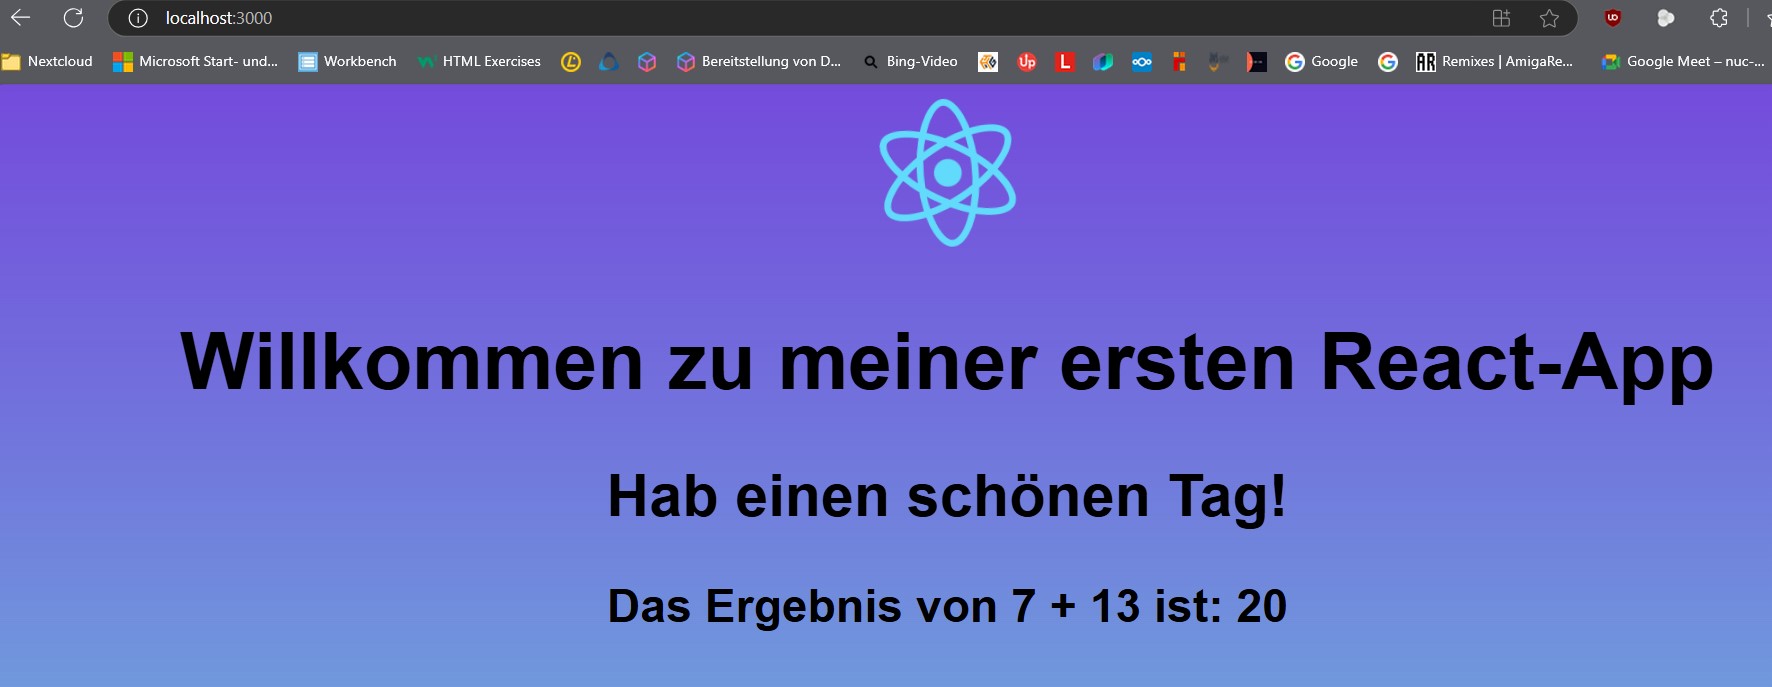 localhost:3000
Nextcloud Microsoft Start- und... Workbench HTML Exercises Bereitstellung von D... Bing-Video Up L Google AR Remixes | AmigaRe... Google Meet – nuc-...
Willkommen zu meiner ersten React-App
Hab einen schönen Tag!
Das Ergebnis von 7 + 13 ist: 20